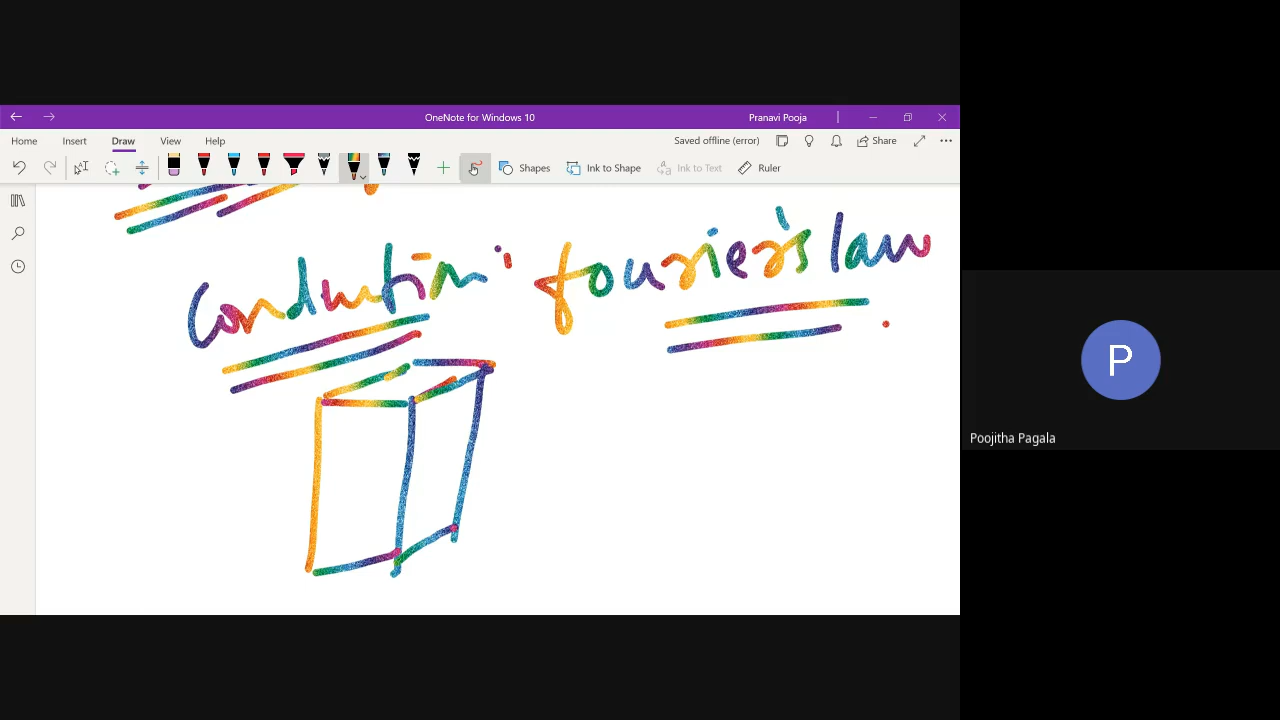 OneNote for Windows 10
Pranavi Pooja
Home Insert Draw View Help
Saved offline (error) Share
Shapes Ink to Shape Ink to Text Ruler
Conduction : fourier's law
P
Poojitha Pagala